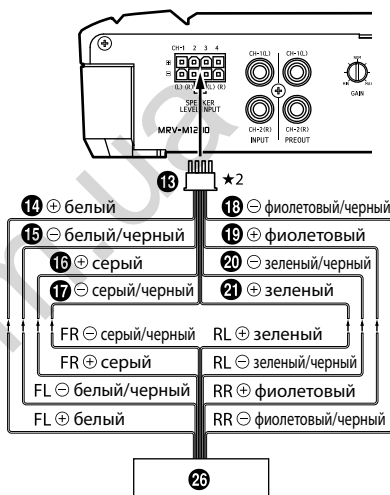 CH-1 2 3 4
⊕
⊖
(L) (R) (L) (R)
SPEAKER
LEVEL INPUT
MRV-M1200
CH-1(L)
CH-2(R)
INPUT
CH-1(L)
CH-2(R)
PREOUT
MIN MAX
GAIN
13 ★2
14 ⊕ белый
15 ⊖ белый/черный
16 ⊕ серый
17 ⊖ серый/черный
18 ⊖ фиолетовый/черный
19 ⊕ фиолетовый
20 ⊖ зеленый/черный
21 ⊕ зеленый
FR ⊖ серый/черный
FR ⊕ серый
FL ⊖ белый/черный
FL ⊕ белый
RL ⊕ зеленый
RL ⊖ зеленый/черный
RR ⊕ фиолетовый
RR ⊖ фиолетовый/черный
26